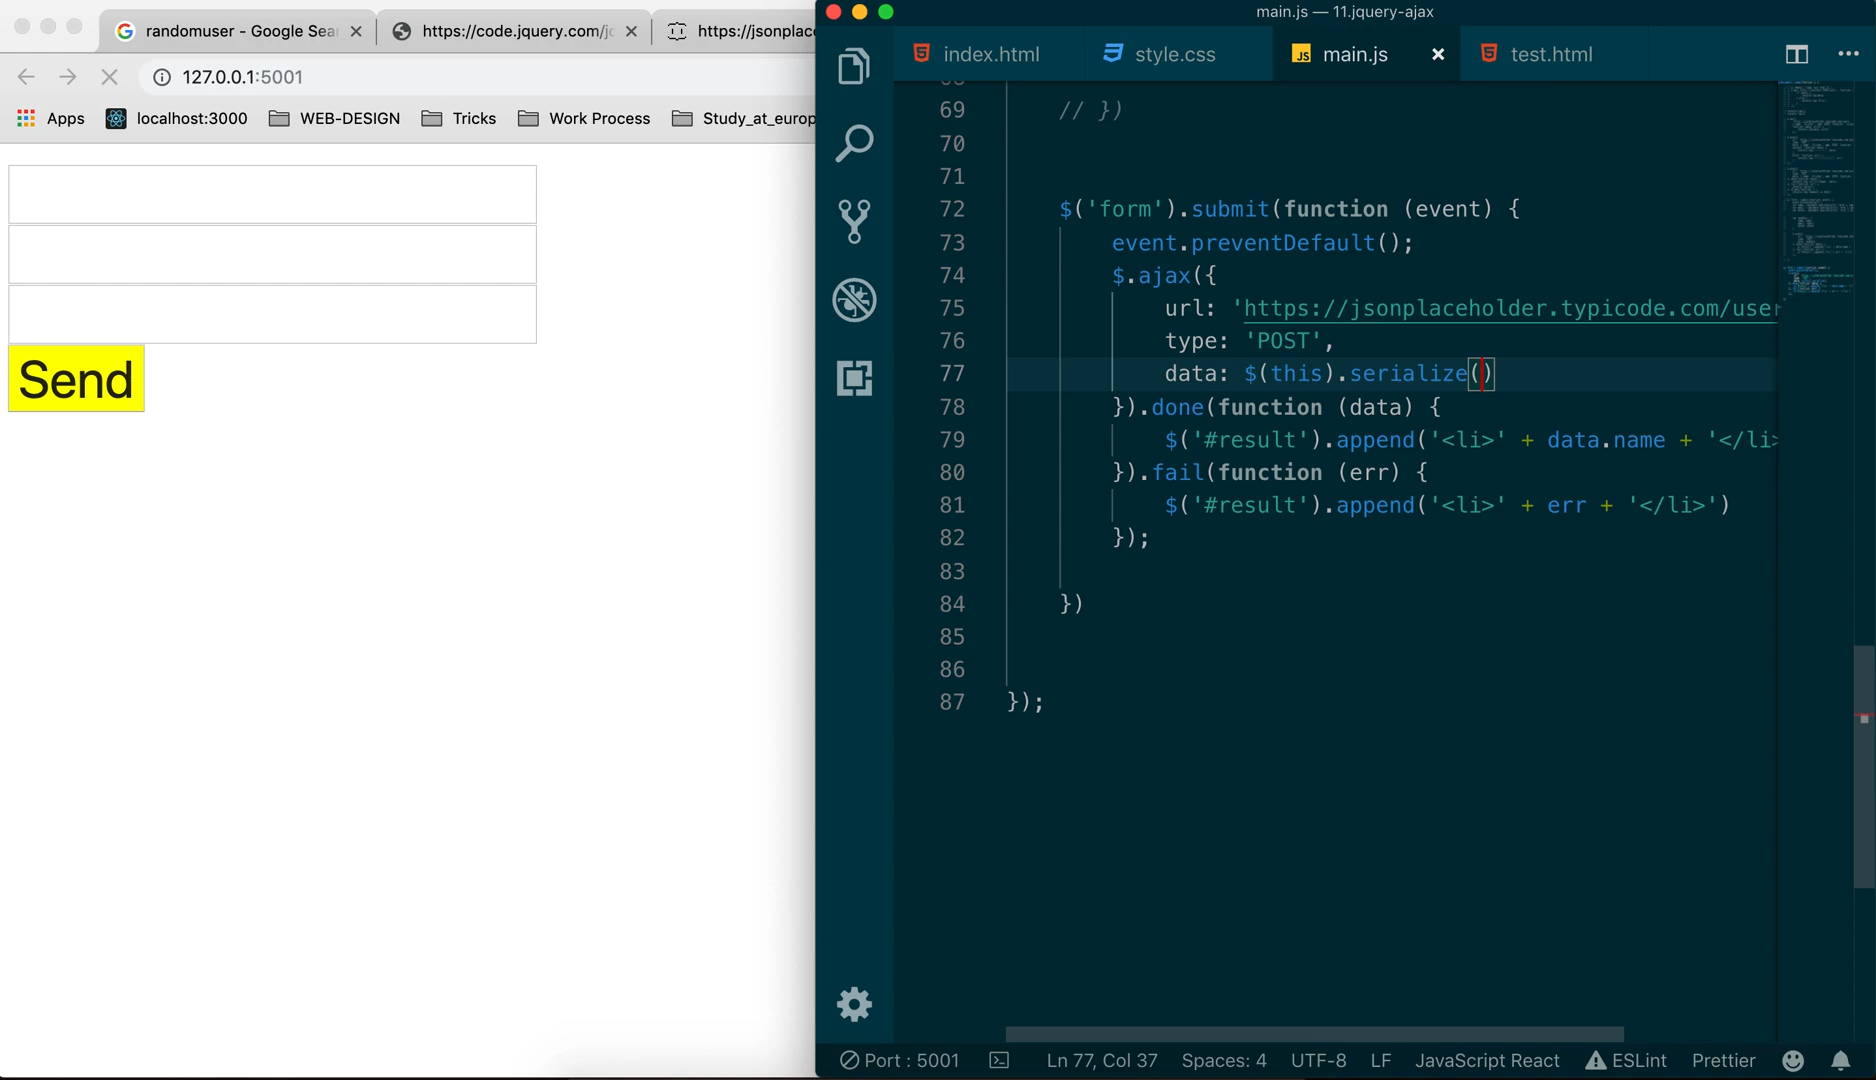 randomuser - Google Sear
https://code.jquery.com/jq
https://jsonplace
127.0.0.1:5001
Apps
localhost:3000
WEB-DESIGN
Tricks
Work Process
Study_at_europ
Send
main.js — 11.jquery-ajax
index.html
style.css
JS main.js
test.html
69 // })
70
71
72 $('form').submit(function (event) {
73 event.preventDefault();
74 $.ajax({
75 url: 'https://jsonplaceholder.typicode.com/user
76 type: 'POST',
77 data: $(this).serialize()
78 }).done(function (data) {
79 $('#result').append('<li>' + data.name + '</li>
80 }).fail(function (err) {
81 $('#result').append('<li>' + err + '</li>')
82 });
83
84 })
85
86
87 });
Port : 5001
Ln 77, Col 37
Spaces: 4
UTF-8
LF
JavaScript React
ESLint
Prettier